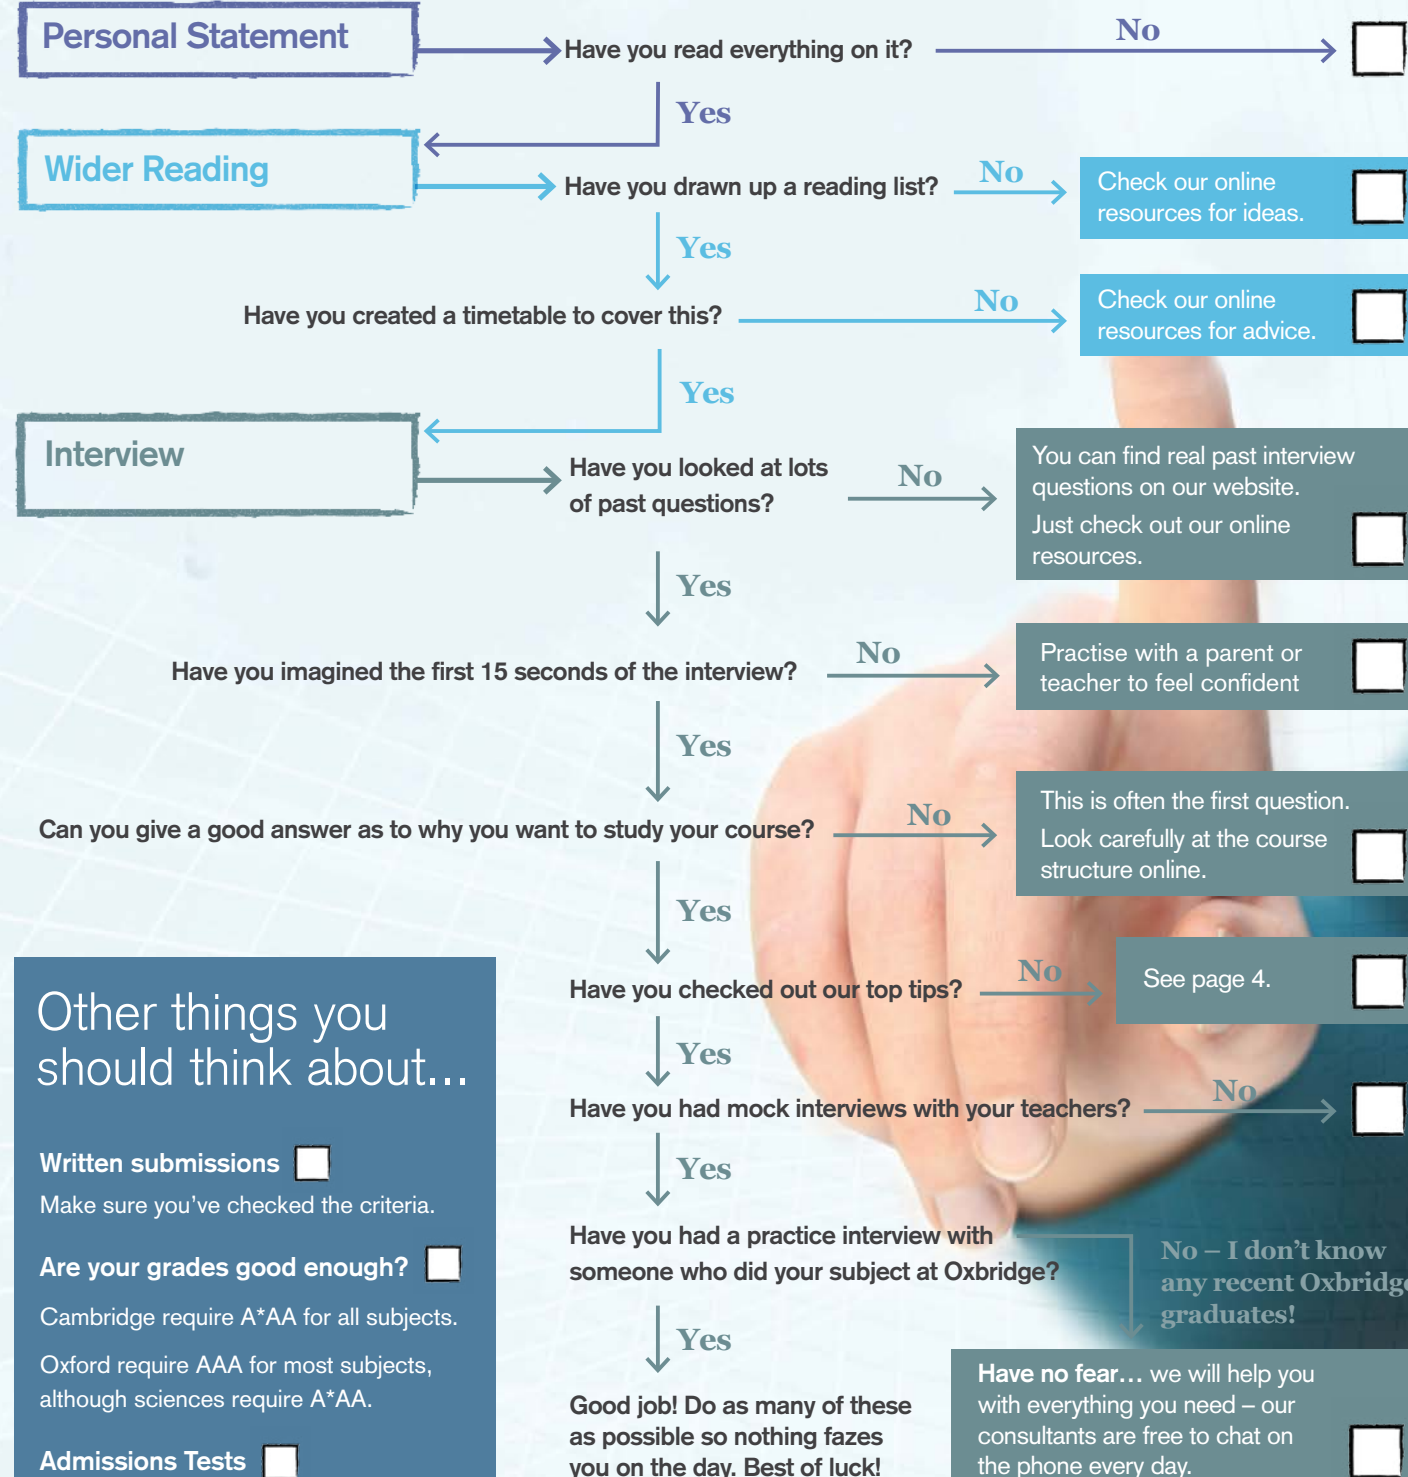 Personal Statement
Have you read everything on it?
No
Yes
Wider Reading
Have you drawn up a reading list?
No
Check our online
resources for ideas.
Yes
Have you created a timetable to cover this?
No
Check our online
resources for advice.
Yes
Interview
Have you looked at lots
of past questions?
No
You can find real past interview
questions on our website.
Just check out our online
resources.
Yes
Have you imagined the first 15 seconds of the interview?
No
Practise with a parent or
teacher to feel confident
Yes
Can you give a good answer as to why you want to study your course?
No
This is often the first question.
Look carefully at the course
structure online.
Yes
Have you checked out our top tips?
No
See page 4.
Yes
Have you had mock interviews with your teachers?
No
Yes
Have you had a practice interview with
someone who did your subject at Oxbridge?
No – I don’t know
any recent Oxbridge
graduates!
Yes
Good job! Do as many of these
as possible so nothing fazes
you on the day. Best of luck!
Have no fear… we will help you
with everything you need – our
consultants are free to chat on
the phone every day.
Other things you
should think about...
Written submissions
Make sure you’ve checked the criteria.
Are your grades good enough?
Cambridge require A*AA for all subjects.
Oxford require AAA for most subjects,
although sciences require A*AA.
Admissions Tests